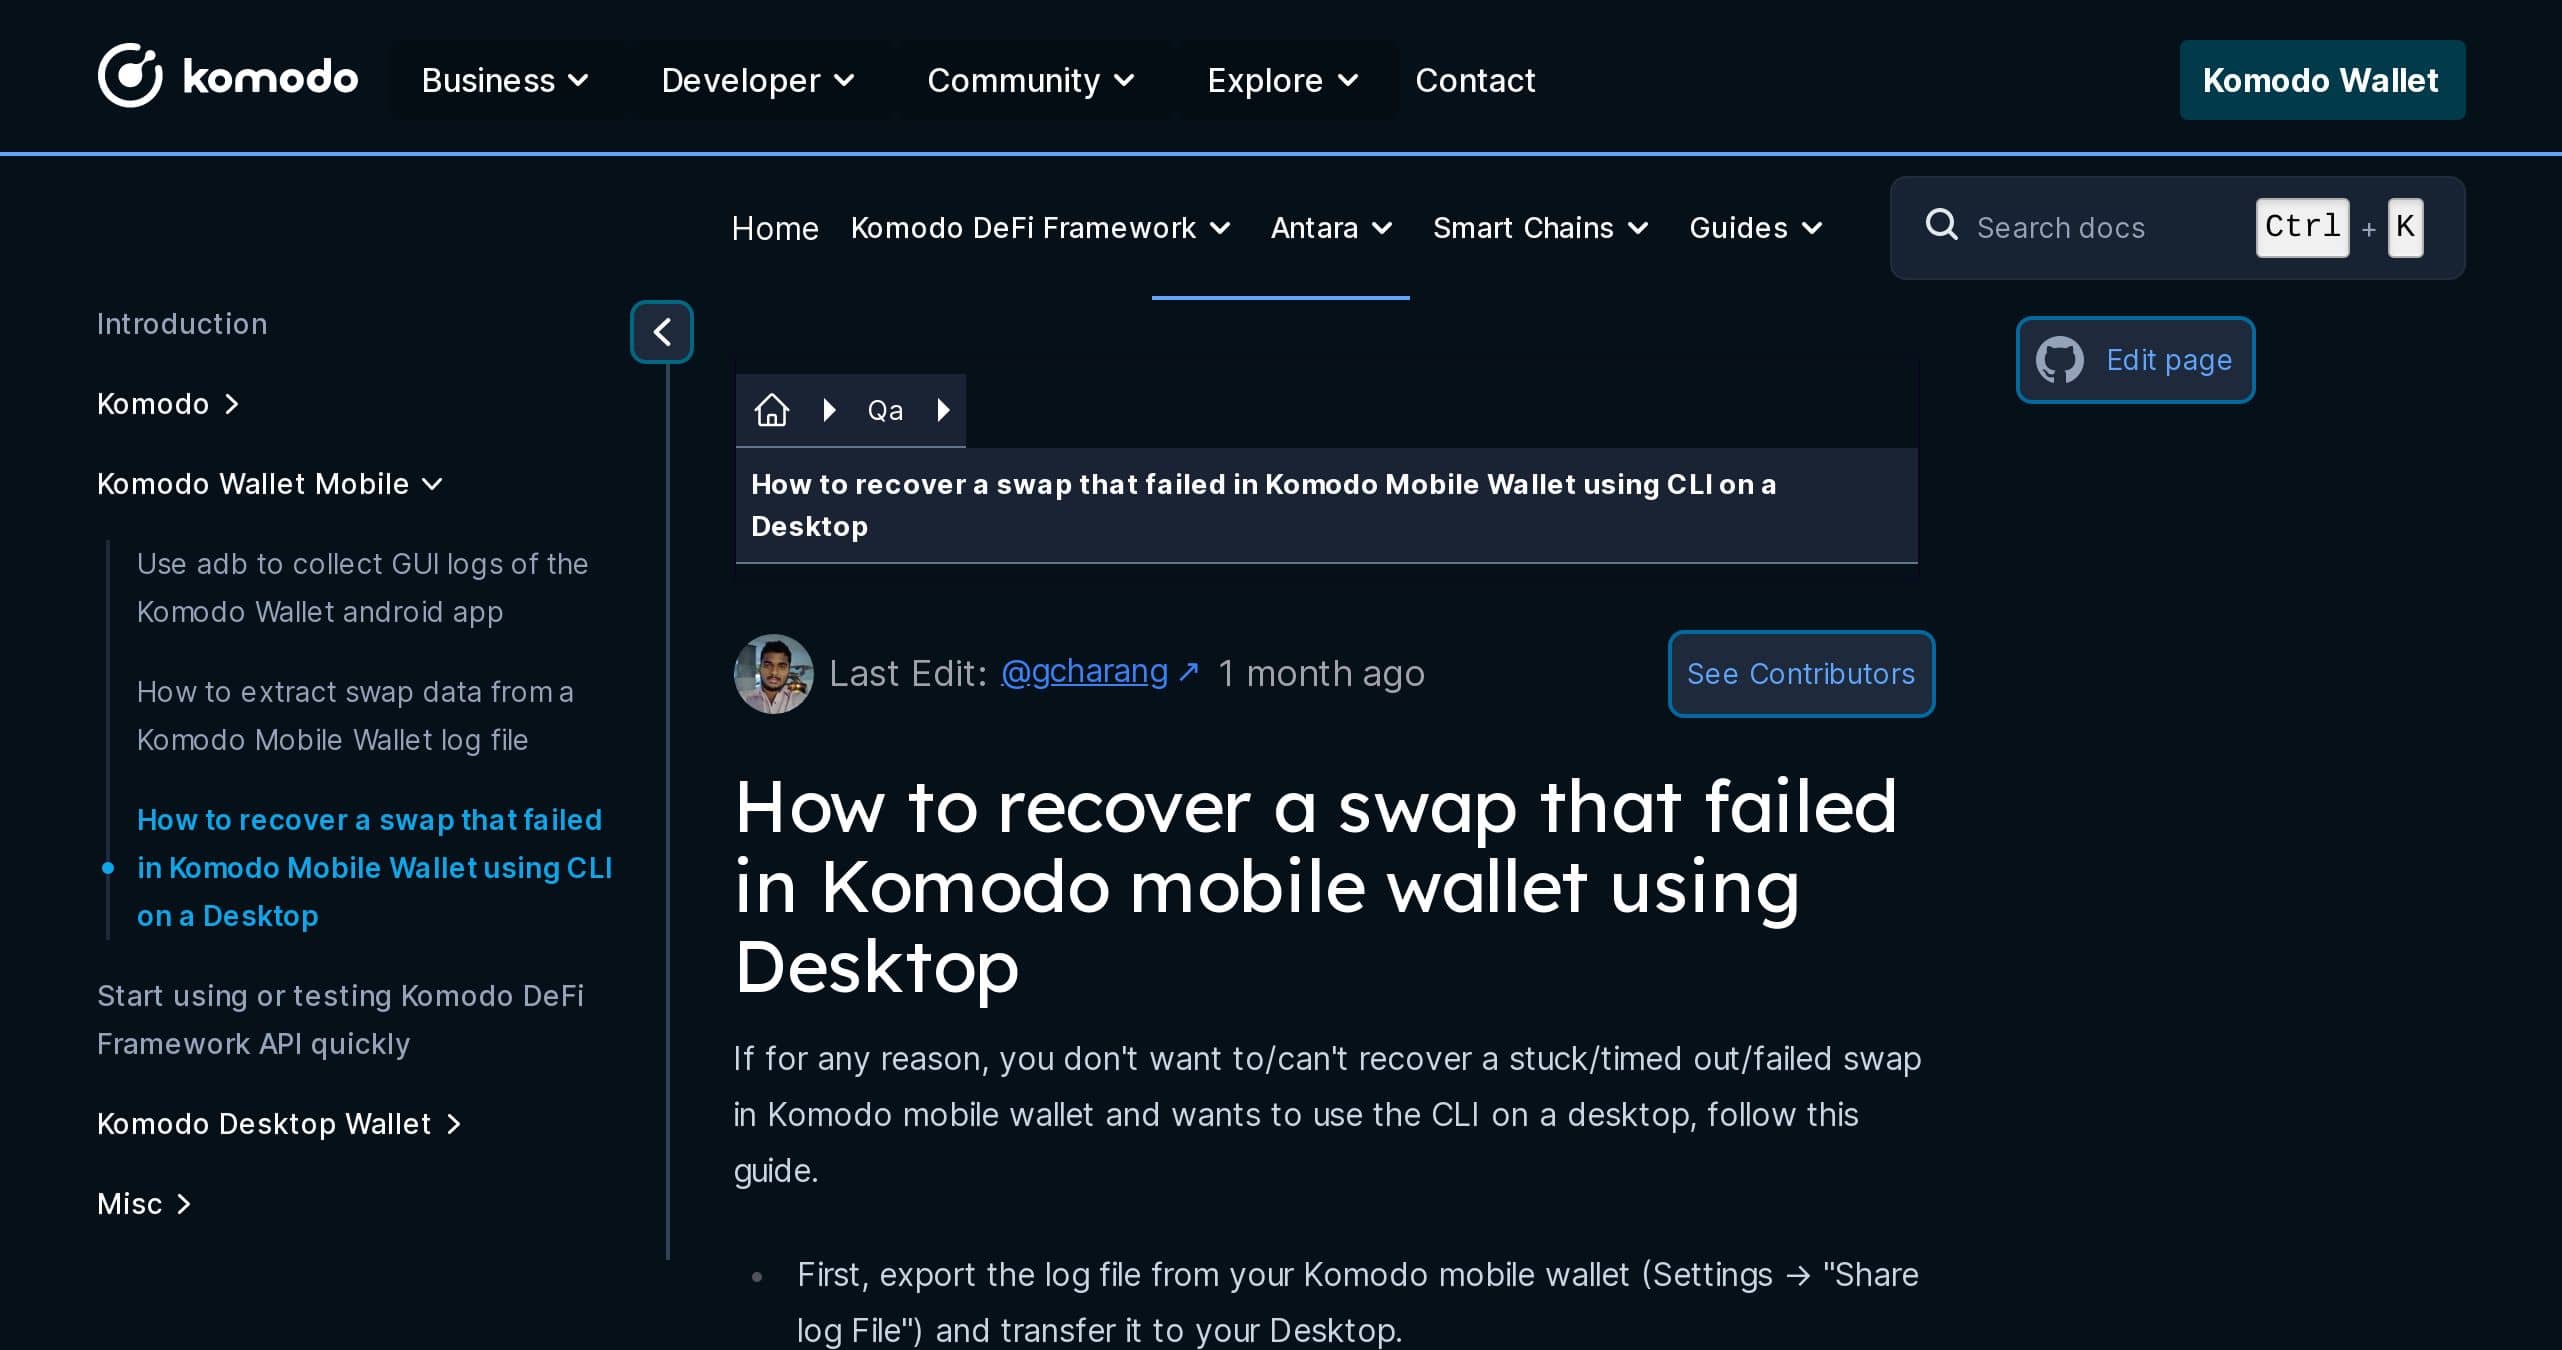 komodo
Business
Developer
Community
Explore
Contact
Komodo Wallet
Home
Komodo DeFi Framework
Antara
Smart Chains
Guides
Search docs
Ctrl + K
Introduction
Komodo
Komodo Wallet Mobile
Use adb to collect GUI logs of the
Komodo Wallet android app
How to extract swap data from a
Komodo Mobile Wallet log file
How to recover a swap that failed
in Komodo Mobile Wallet using CLI
on a Desktop
Start using or testing Komodo DeFi
Framework API quickly
Komodo Desktop Wallet
Misc
Edit page
Qa
How to recover a swap that failed in Komodo Mobile Wallet using CLI on a
Desktop
Last Edit: @gcharang ↗ 1 month ago
See Contributors
How to recover a swap that failed
in Komodo mobile wallet using
Desktop
If for any reason, you don't want to/can't recover a stuck/timed out/failed swap
in Komodo mobile wallet and wants to use the CLI on a desktop, follow this
guide.
First, export the log file from your Komodo mobile wallet (Settings → "Share
log File") and transfer it to your Desktop.